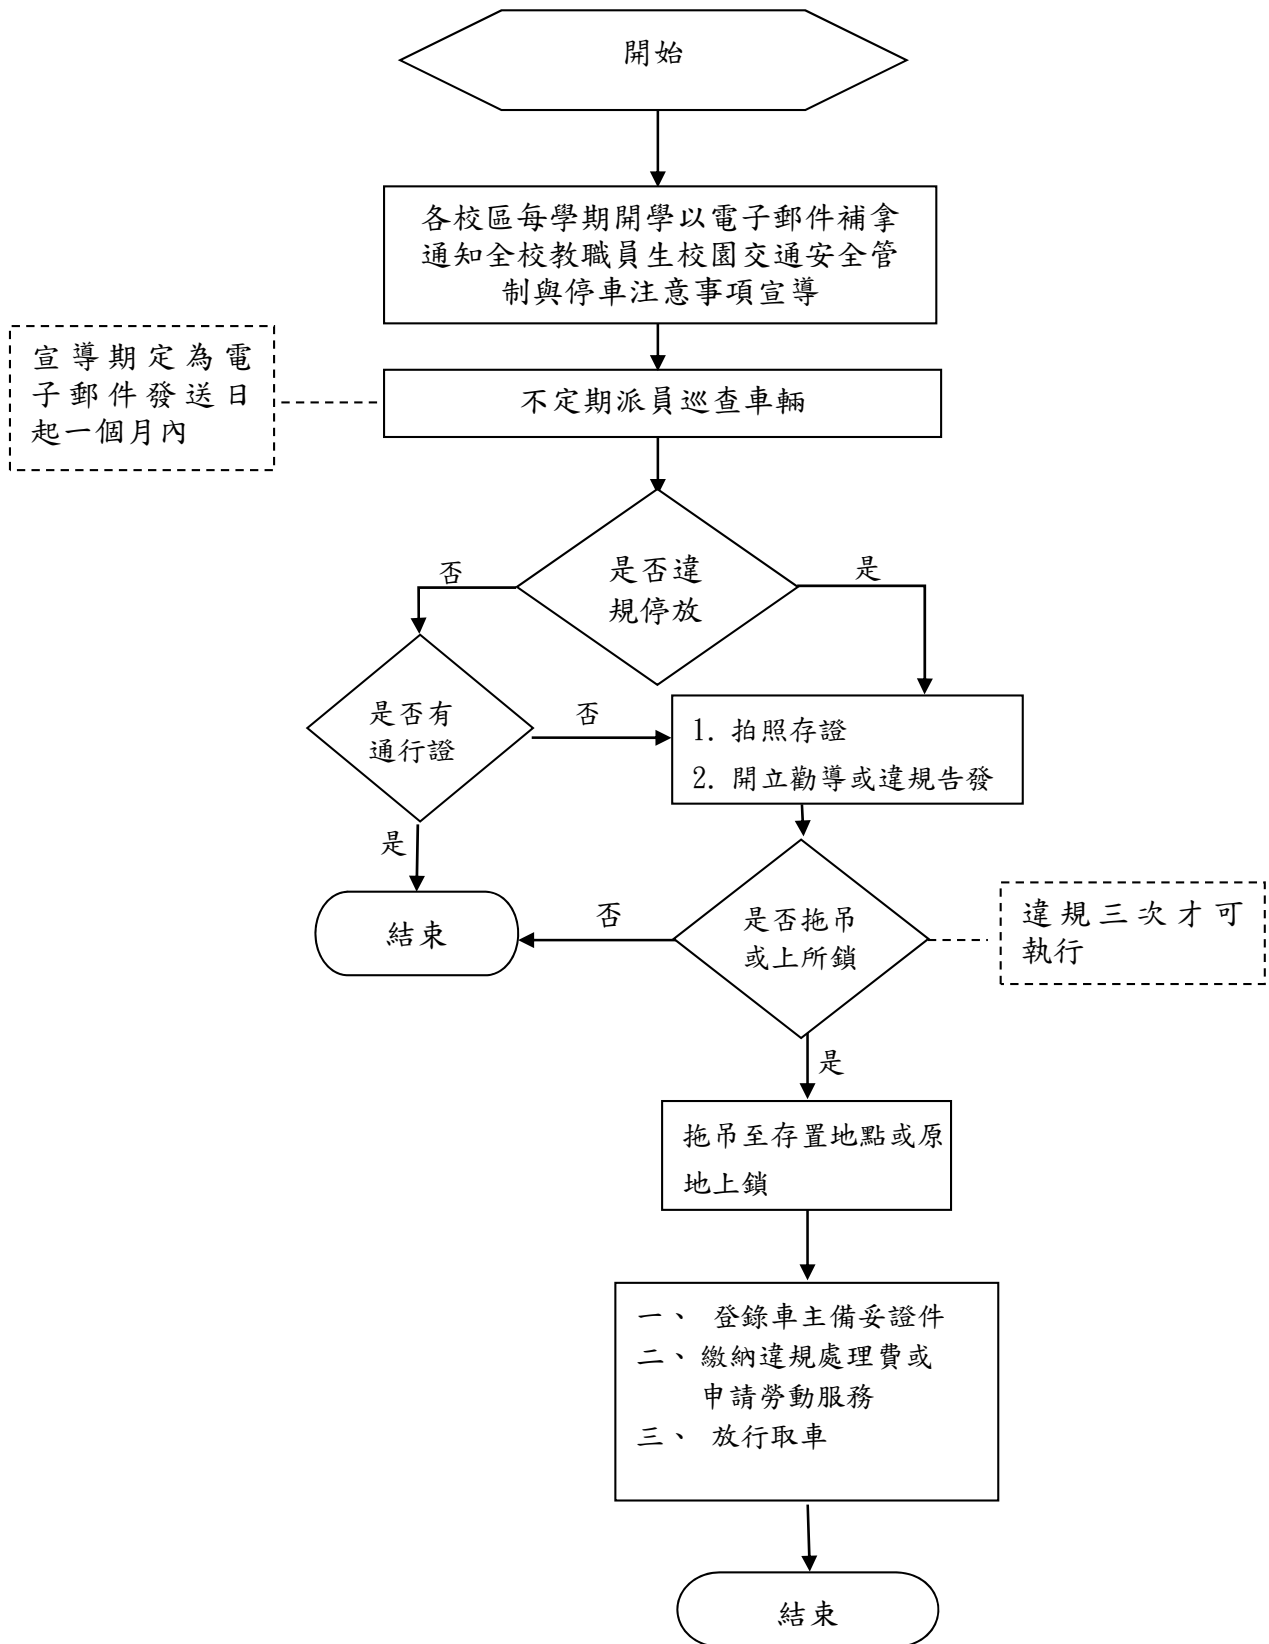 開始
各校區每學期開學以電子郵件補拿
通知全校教職員生校園交通安全管
制與停車注意事項宣導
宣導期定為電
子郵件發送日
起一個月內
不定期派員巡查車輛
是否違
規停放
否
是
是否有
通行證
否
1. 拍照存證
2. 開立勸導或違規告發
是
結束
否
是否拖吊
或上所鎖
違規三次才可
執行
是
拖吊至存置地點或原
地上鎖
一、 登錄車主備妥證件
二、繳納違規處理費或
申請勞動服務
三、 放行取車
結束